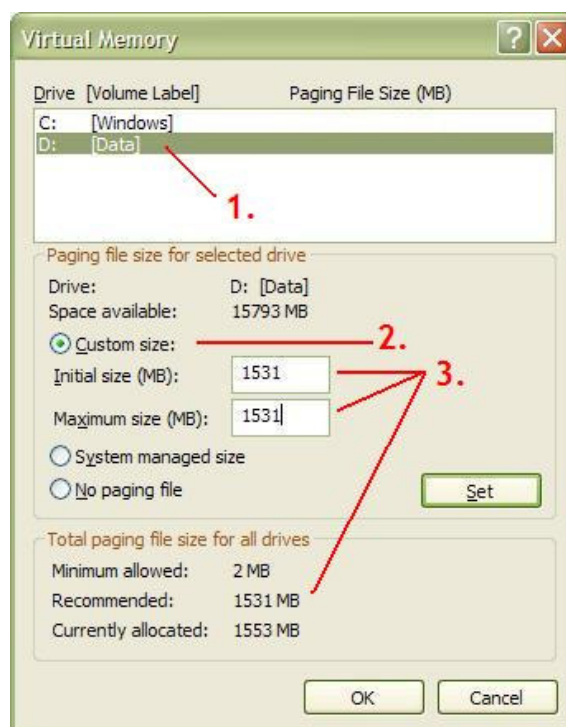 Virtual Memory
Drive [Volume Label] Paging File Size (MB)
C: [Windows]
D: [Data]
1.
Paging file size for selected drive
Drive: D: [Data]
Space available: 15793 MB
Custom size: 2.
Initial size (MB): 1531
3.
Maximum size (MB): 1531
System managed size
No paging file Set
Total paging file size for all drives
Minimum allowed: 2 MB
Recommended: 1531 MB
Currently allocated: 1553 MB
OK Cancel